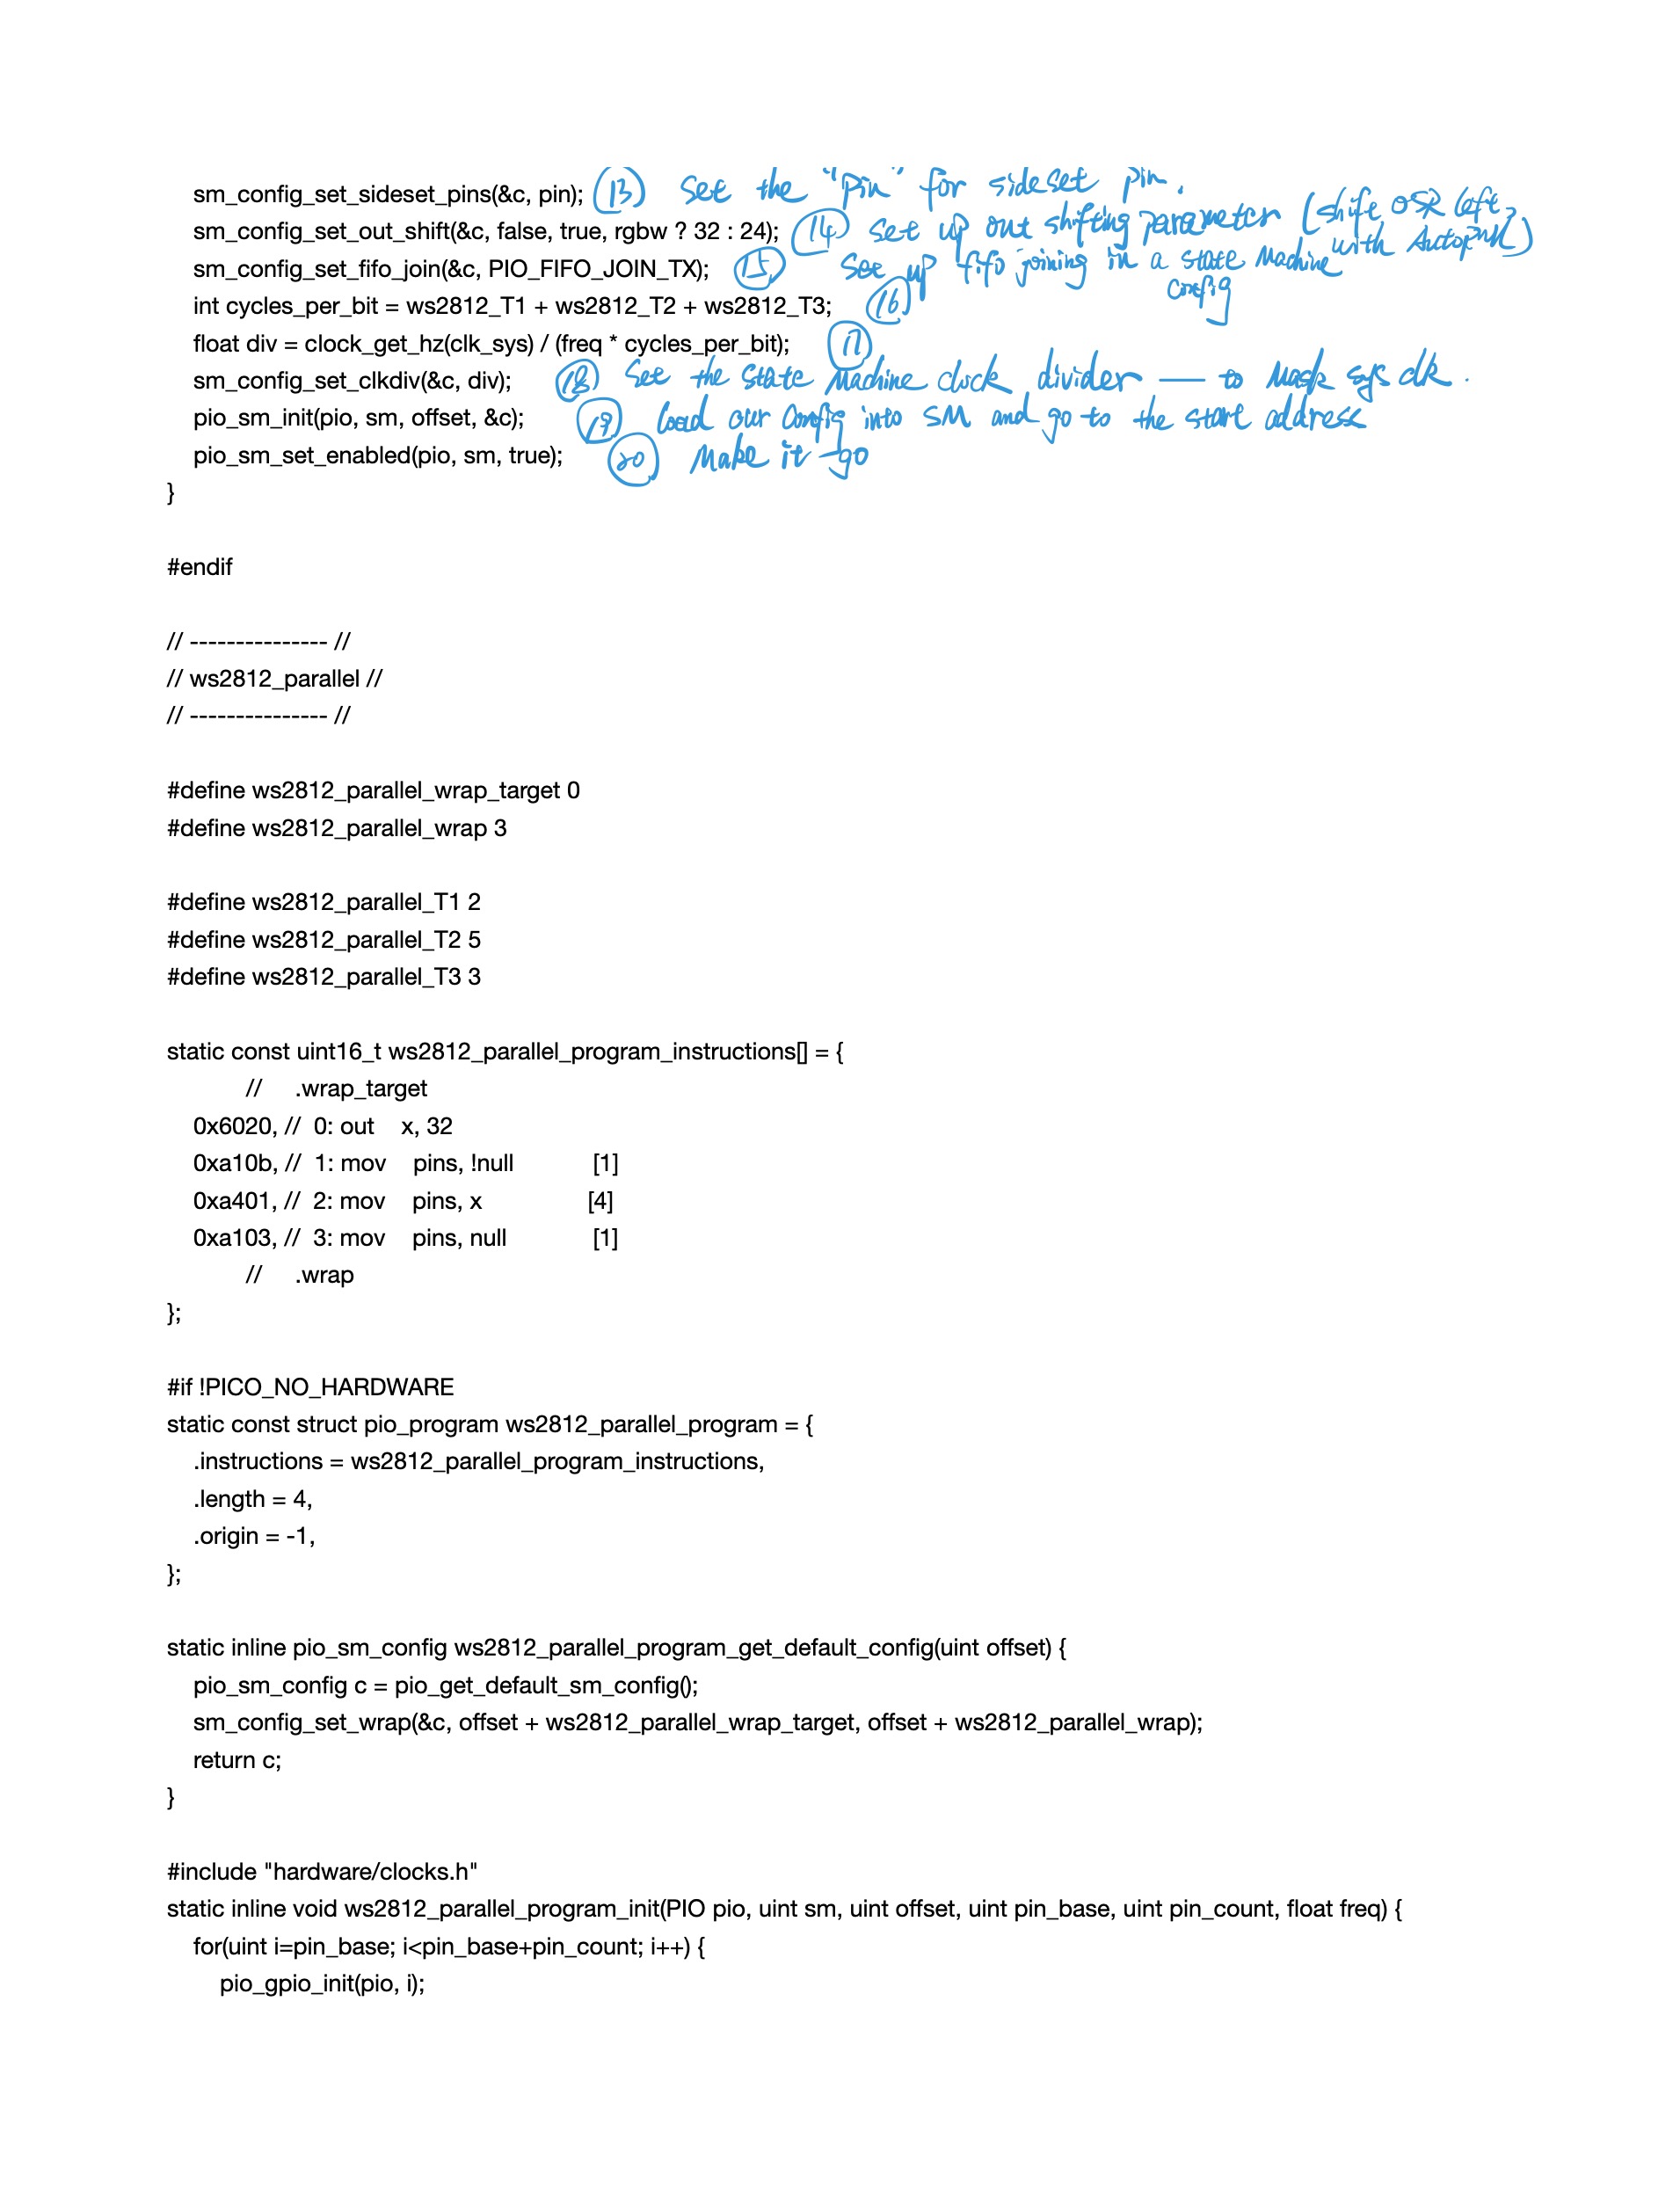 sm_config_set_sideset_pins(&c, pin); (13) Set the "pin" for sideset pin.
sm_config_set_out_shift(&c, false, true, rgbw ? 32 : 24); (14) Set up out shifting parameter (shift OSR left, with Autopull)
sm_config_set_fifo_join(&c, PIO_FIFO_JOIN_TX); (15) Set up fifo joining in a state machine config
int cycles_per_bit = ws2812_T1 + ws2812_T2 + ws2812_T3; (16)
float div = clock_get_hz(clk_sys) / (freq * cycles_per_bit); (17)
sm_config_set_clkdiv(&c, div); (18) Set the state machine clock divider — to mask sys clk.
pio_sm_init(pio, sm, offset, &c); (19) load our config into SM and go to the start address
pio_sm_set_enabled(pio, sm, true); (20) Make it go
}
#endif
// --------------- //
// ws2812_parallel //
// --------------- //
#define ws2812_parallel_wrap_target 0
#define ws2812_parallel_wrap 3
#define ws2812_parallel_T1 2
#define ws2812_parallel_T2 5
#define ws2812_parallel_T3 3
static const uint16_t ws2812_parallel_program_instructions[] = {
// .wrap_target
0x6020, // 0: out x, 32
0xa10b, // 1: mov pins, !null [1]
0xa401, // 2: mov pins, x [4]
0xa103, // 3: mov pins, null [1]
// .wrap
};
#if !PICO_NO_HARDWARE
static const struct pio_program ws2812_parallel_program = {
.instructions = ws2812_parallel_program_instructions,
.length = 4,
.origin = -1,
};
static inline pio_sm_config ws2812_parallel_program_get_default_config(uint offset) {
pio_sm_config c = pio_get_default_sm_config();
sm_config_set_wrap(&c, offset + ws2812_parallel_wrap_target, offset + ws2812_parallel_wrap);
return c;
}
#include "hardware/clocks.h"
static inline void ws2812_parallel_program_init(PIO pio, uint sm, uint offset, uint pin_base, uint pin_count, float freq) {
for(uint i=pin_base; i<pin_base+pin_count; i++) {
pio_gpio_init(pio, i);